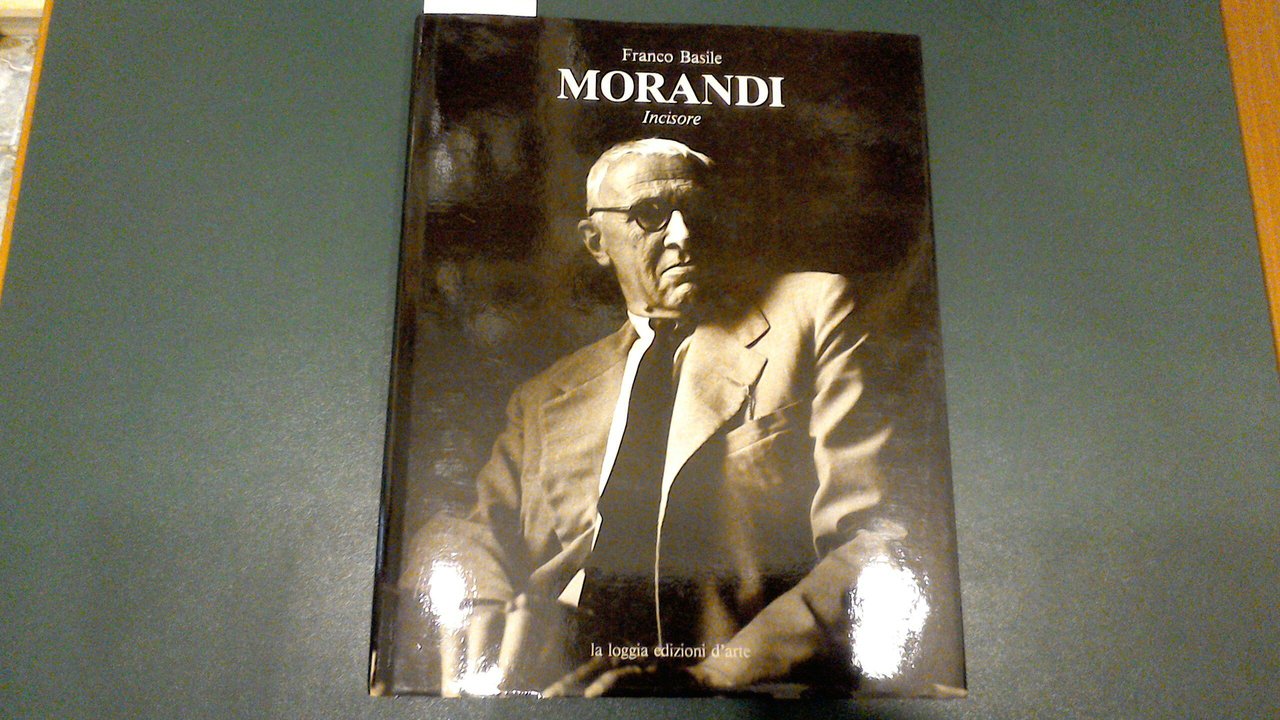 Franco Basile
MORANDI
Incisore
la loggia edizioni d'arte